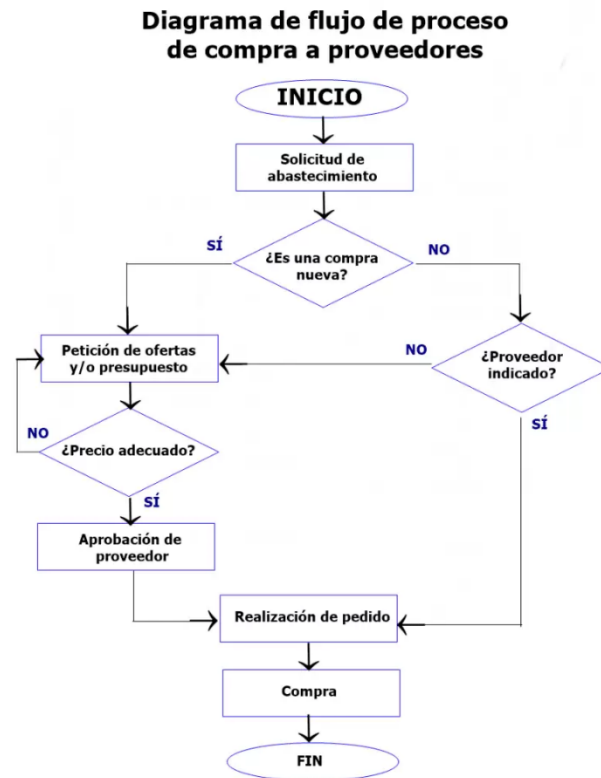 Diagrama de flujo de proceso
de compra a proveedores
INICIO
Solicitud de
abastecimiento
SÍ
¿Es una compra
nueva?
NO
Petición de ofertas
y/o presupuesto
NO
¿Proveedor
indicado?
NO
¿Precio adecuado?
SÍ
SÍ
Aprobación de
proveedor
Realización de pedido
Compra
FIN